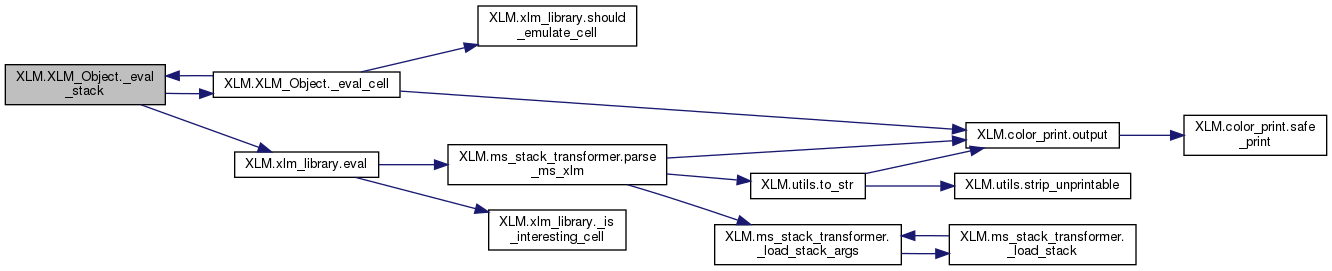 XLM.xlm_library.should
_emulate_cell
XLM.XLM_Object._eval
_stack
XLM.XLM_Object._eval_cell
XLM.color_print.output
XLM.color_print.safe
_print
XLM.xlm_library.eval
XLM.ms_stack_transformer.parse
_ms_xlm
XLM.utils.to_str
XLM.utils.strip_unprintable
XLM.xlm_library._is
_interesting_cell
XLM.ms_stack_transformer.
_load_stack_args
XLM.ms_stack_transformer.
_load_stack